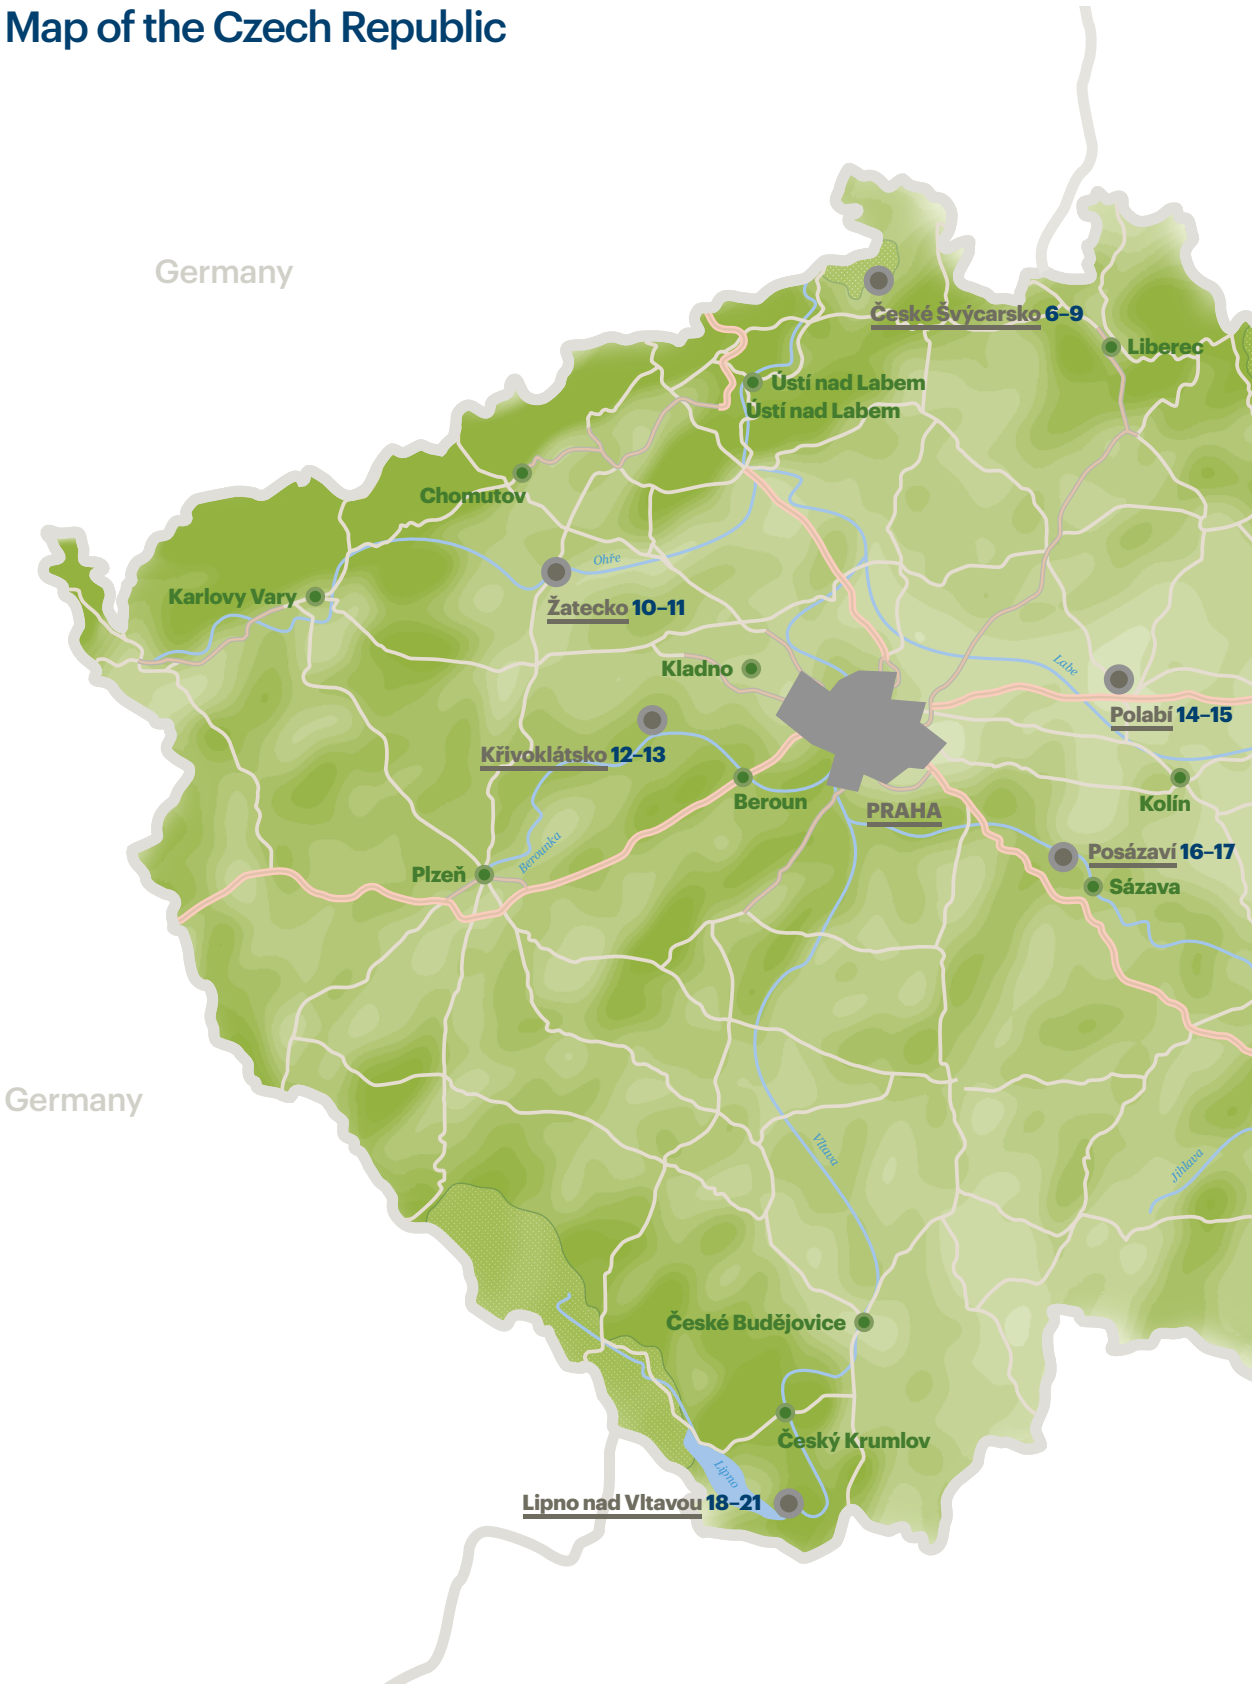 Map of the Czech Republic
Germany
České Švýcarsko 6–9
Liberec
Ústí nad Labem
Ústí nad Labem
Chomutov
Ohře
Karlovy Vary
Žatecko 10–11
Kladno
Labe
Polabí 14–15
Křivoklátsko 12–13
Beroun
Kolín
PRAHA
Berounka
Posázaví 16–17
Plzeň
Sázava
Germany
Vltava
Jihlava
České Budějovice
Český Krumlov
Lipno
Lipno nad Vltavou 18–21